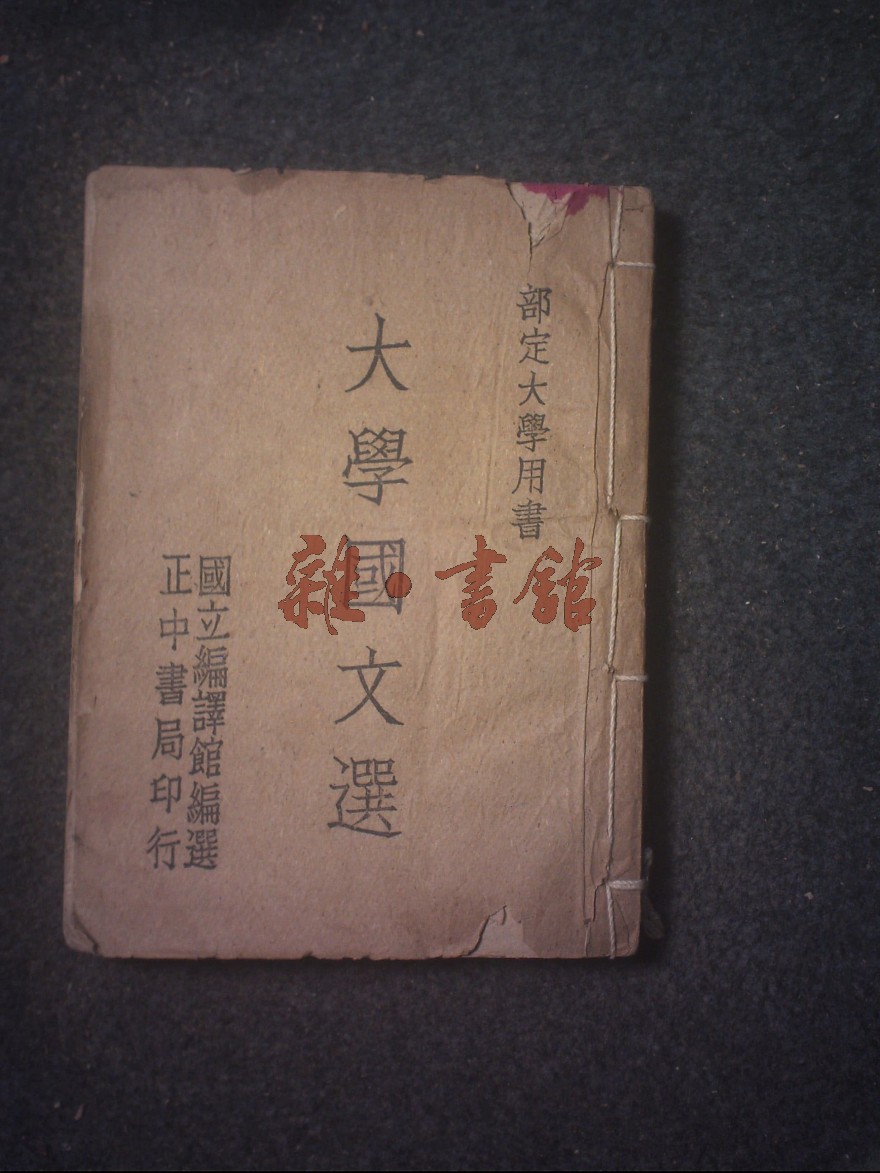 部定大學用書
大學國文選
國立編譯館編選
正中書局印行
雜·書館